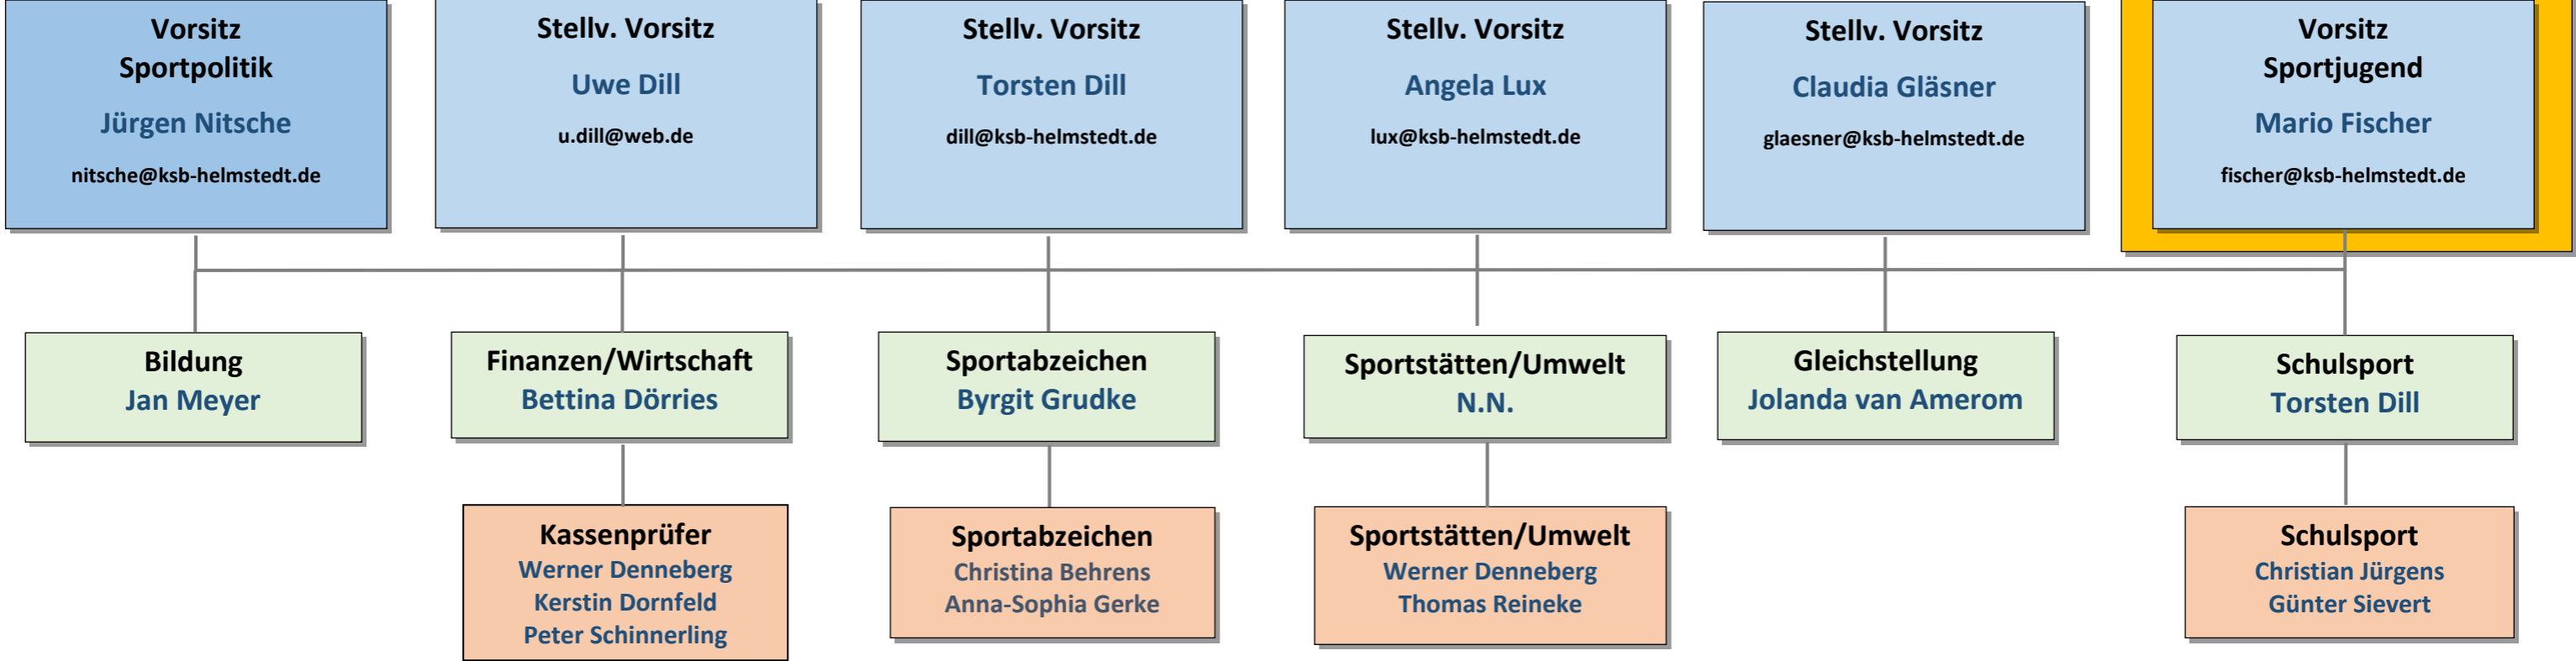 Vorsitz
Sportpolitik
Jürgen Nitsche
nitsche@ksb-helmstedt.de
Stellv. Vorsitz
Uwe Dill
u.dill@web.de
Stellv. Vorsitz
Torsten Dill
dill@ksb-helmstedt.de
Stellv. Vorsitz
Angela Lux
lux@ksb-helmstedt.de
Stellv. Vorsitz
Claudia Gläsner
glaesner@ksb-helmstedt.de
Vorsitz
Sportjugend
Mario Fischer
fischer@ksb-helmstedt.de
Bildung
Jan Meyer
Finanzen/Wirtschaft
Bettina Dörries
Sportabzeichen
Byrgit Grudke
Sportstätten/Umwelt
N.N.
Gleichstellung
Jolanda van Amerom
Schulsport
Torsten Dill
Kassenprüfer
Werner Denneberg
Kerstin Dornfeld
Peter Schinnerling
Sportabzeichen
Christina Behrens
Anna-Sophia Gerke
Sportstätten/Umwelt
Werner Denneberg
Thomas Reineke
Schulsport
Christian Jürgens
Günter Sievert